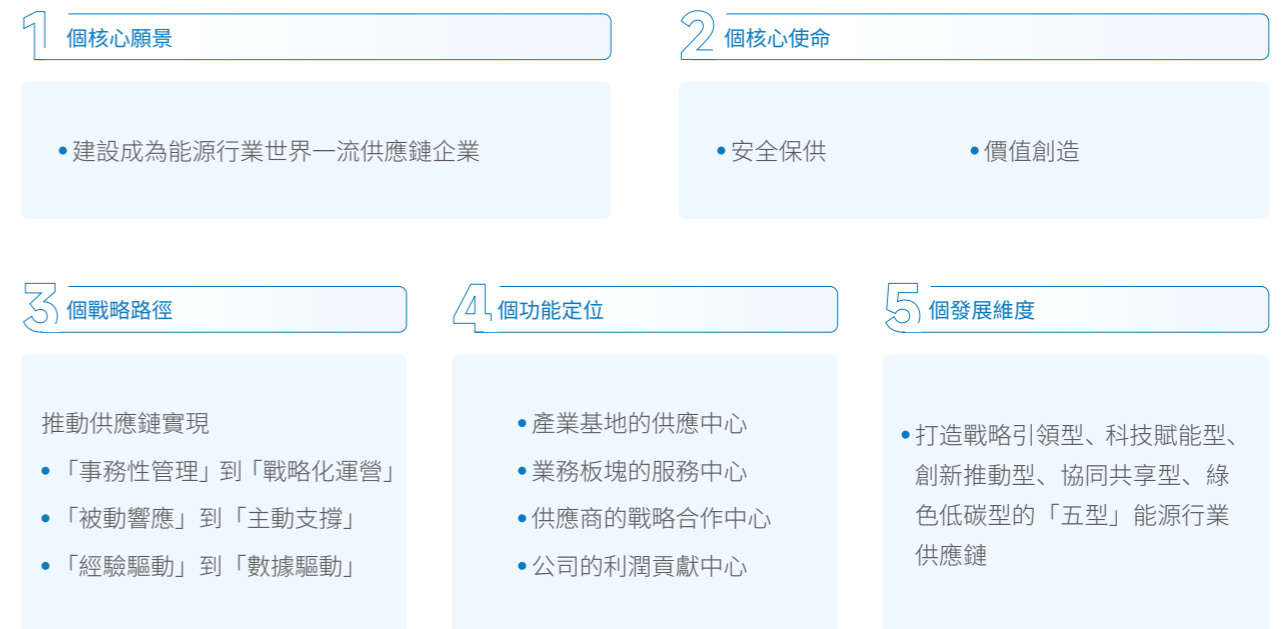 1個核心願景
•建設成為能源行業世界一流供應鏈企業
2個核心使命
•安全保供
•價值創造
3個戰略路徑
推動供應鏈實現
•「事務性管理」到「戰略化運營」
•「被動響應」到「主動支撐」
•「經驗驅動」到「數據驅動」
4個功能定位
•產業基地的供應中心
•業務板塊的服務中心
•供應商的戰略合作中心
•公司的利潤貢獻中心
5個發展維度
•打造戰略引領型、科技賦能型、
創新推動型、協同共享型、綠
色低碳型的「五型」能源行業
供應鏈